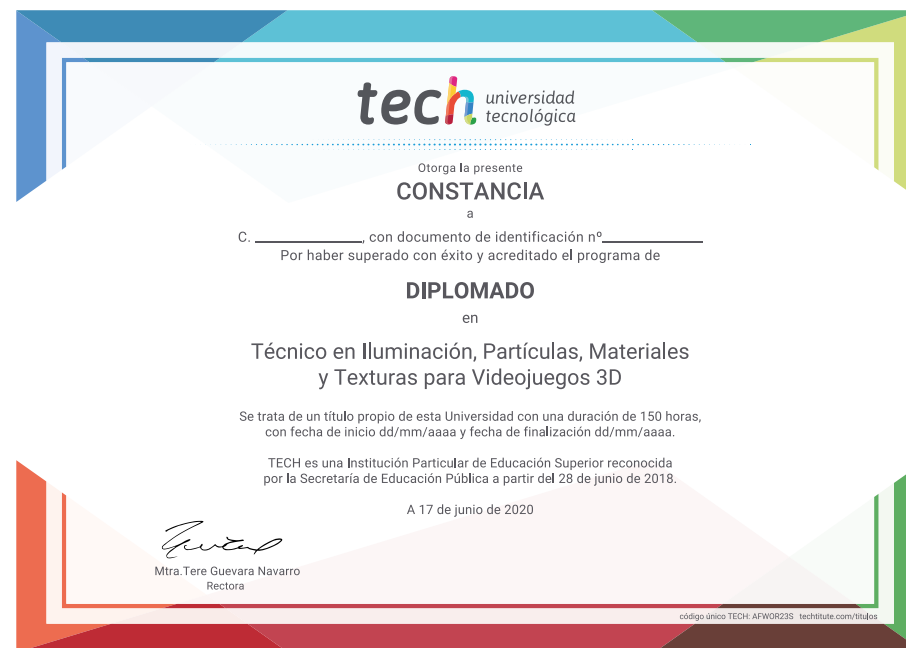 tech universidad
tecnológica
Otorga la presente
CONSTANCIA
a
C. ____________, con documento de identificación nº____________
Por haber superado con éxito y acreditado el programa de
DIPLOMADO
en
Técnico en Iluminación, Partículas, Materiales
y Texturas para Videojuegos 3D
Se trata de un título propio de esta Universidad con una duración de 150 horas,
con fecha de inicio dd/mm/aaaa y fecha de finalización dd/mm/aaaa.
TECH es una Institución Particular de Educación Superior reconocida
por la Secretaría de Educación Pública a partir del 28 de junio de 2018.
A 17 de junio de 2020
Mtra.Tere Guevara Navarro
Rectora
código único TECH: AFWOR23S techtitute.com/titulos